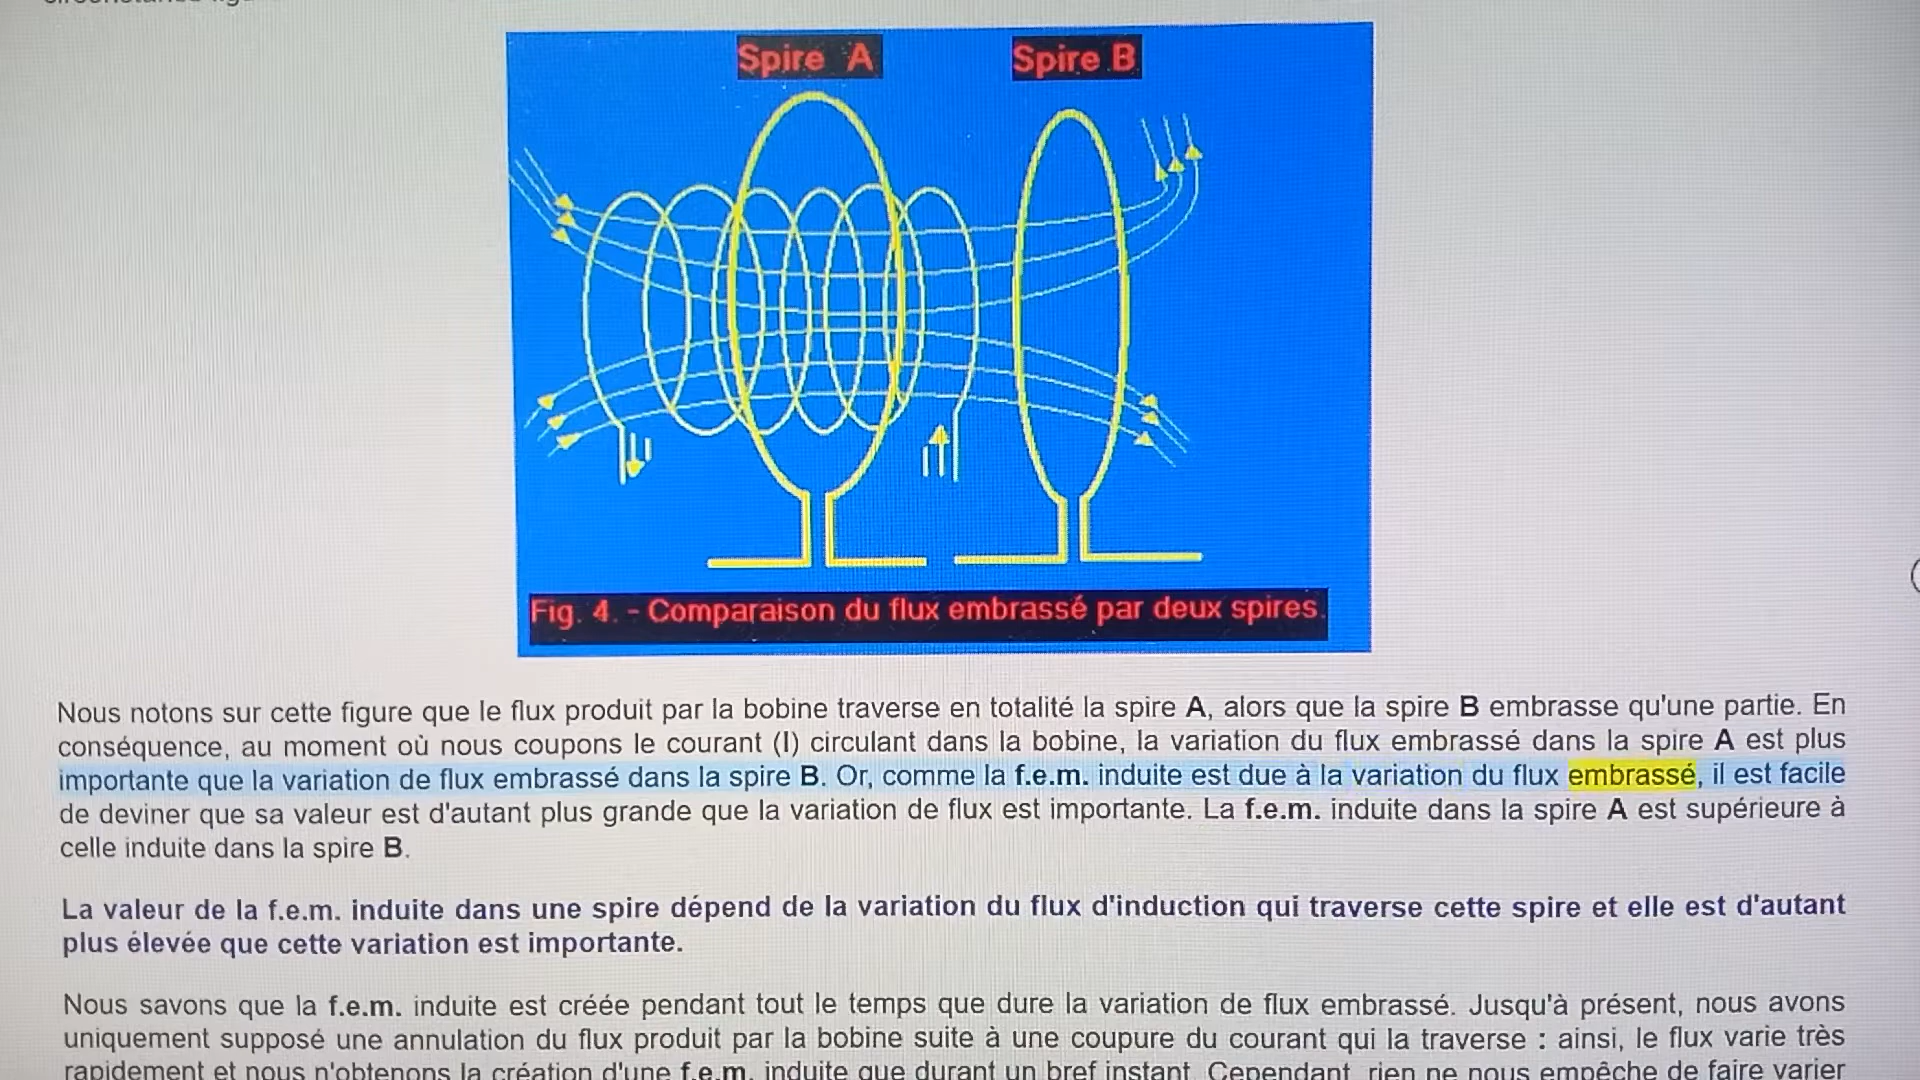 Spire A
Spire B
Fig. 4. - Comparaison du flux embrassé par deux spires.
Nous notons sur cette figure que le flux produit par la bobine traverse en totalité la spire A, alors que la spire B embrasse qu'une partie. En
conséquence, au moment où nous coupons le courant (I) circulant dans la bobine, la variation du flux embrassé dans la spire A est plus
importante que la variation de flux embrassé dans la spire B. Or, comme la f.e.m. induite est due à la variation du flux embrassé, il est facile
de deviner que sa valeur est d'autant plus grande que la variation de flux est importante. La f.e.m. induite dans la spire A est supérieure à
celle induite dans la spire B.
La valeur de la f.e.m. induite dans une spire dépend de la variation du flux d'induction qui traverse cette spire et elle est d'autant
plus élevée que cette variation est importante.
Nous savons que la f.e.m. induite est créée pendant tout le temps que dure la variation de flux embrassé. Jusqu'à présent, nous avons
uniquement supposé une annulation du flux produit par la bobine suite à une coupure du courant qui la traverse : ainsi, le flux varie très
rapidement et nous n'obtenons la création d'une f.e.m. induite que durant un bref instant. Cependant, rien ne nous empêche de faire varier